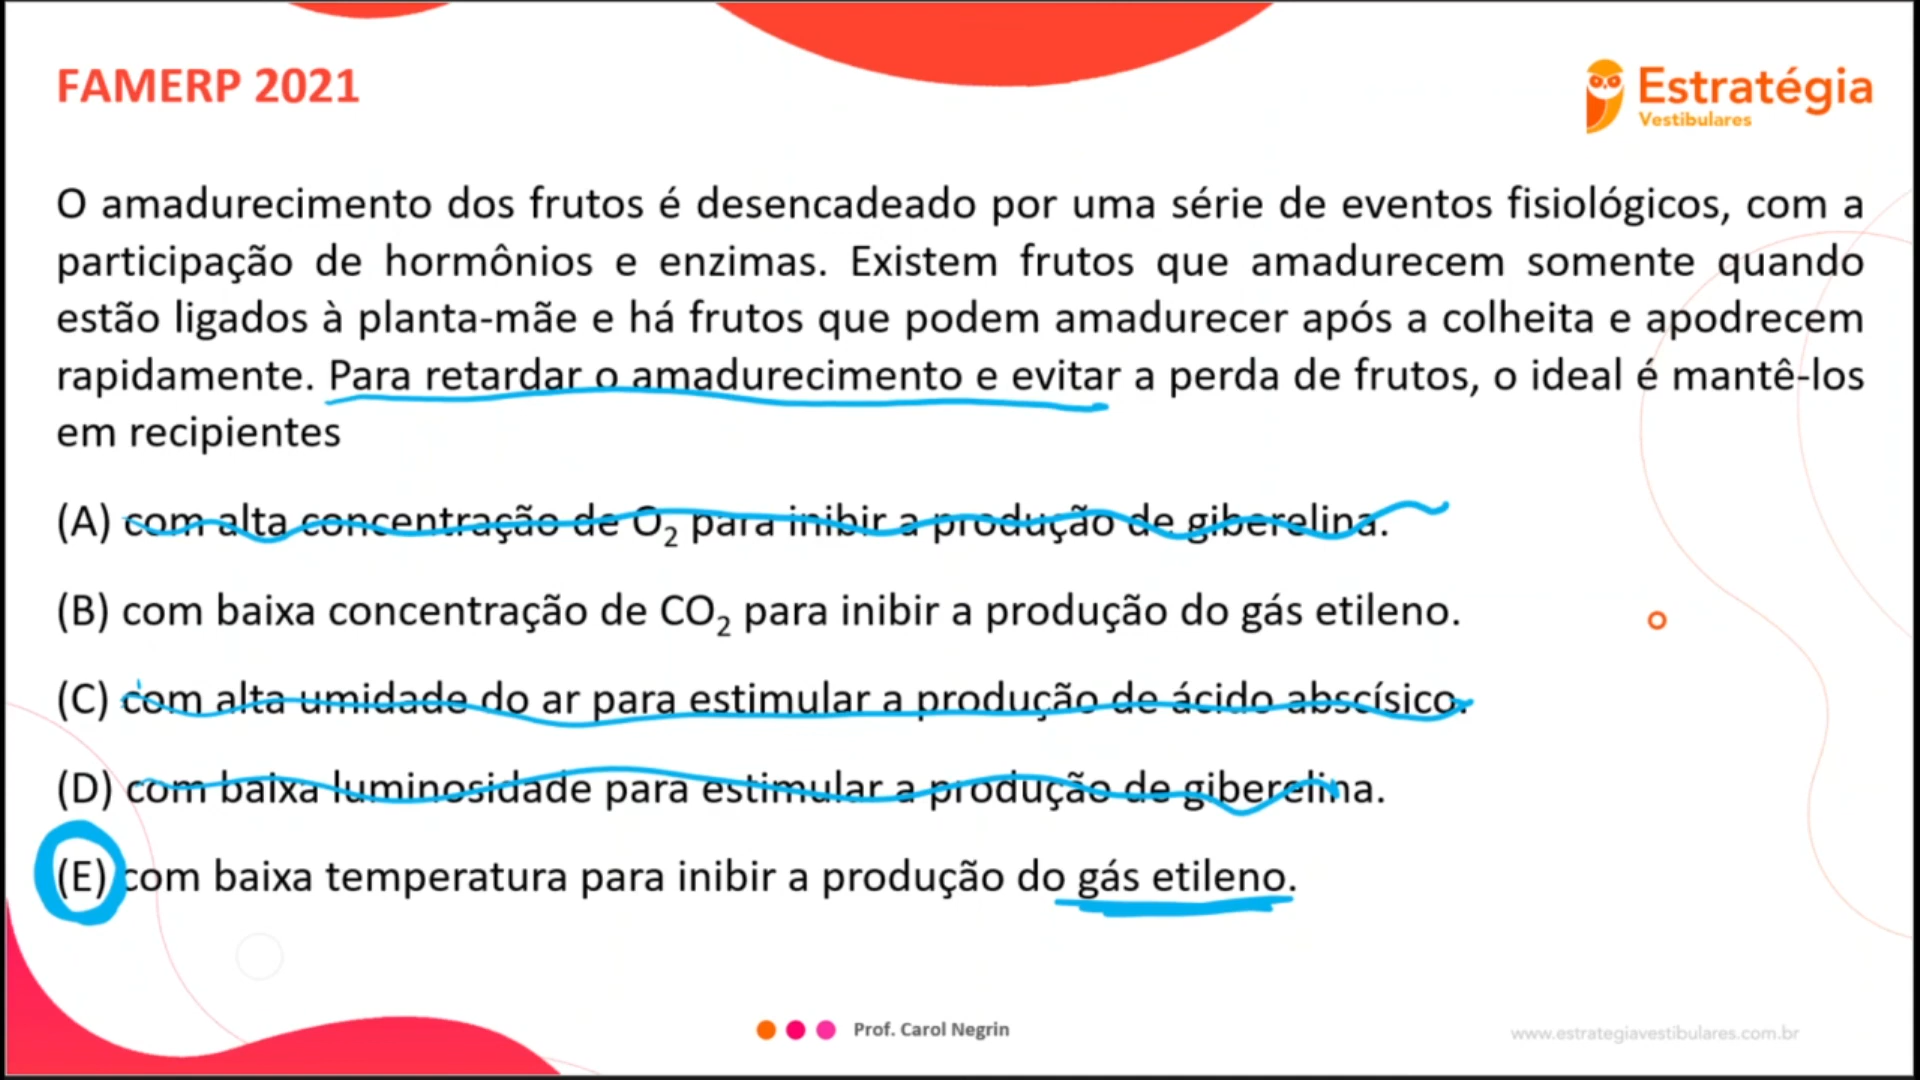 FAMERP 2021
Estratégia
Vestibulares
O amadurecimento dos frutos é desencadeado por uma série de eventos fisiológicos, com a
participação de hormônios e enzimas. Existem frutos que amadurecem somente quando
estão ligados à planta-mãe e há frutos que podem amadurecer após a colheita e apodrecem
rapidamente. Para retardar o amadurecimento e evitar a perda de frutos, o ideal é mantê-los
em recipientes
(A) com alta concentração de O₂ para inibir a produção de giberelina.
(B) com baixa concentração de CO₂ para inibir a produção do gás etileno.
(C) com alta umidade do ar para estimular a produção de ácido abscísico.
(D) com baixa luminosidade para estimular a produção de giberelina.
(E) com baixa temperatura para inibir a produção do gás etileno.
Prof. Carol Negrin
www.estrategiavestibulares.com.br